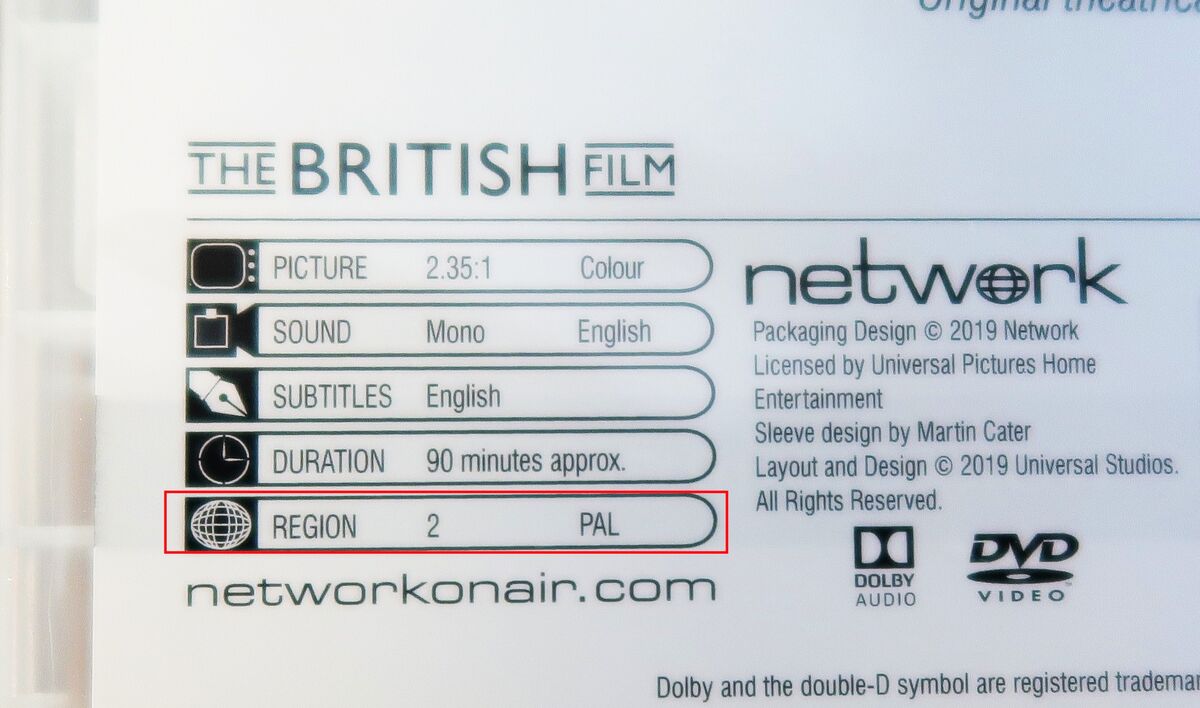 Original theatrica
THE BRITISH FILM
PICTURE 2.35:1 Colour
SOUND Mono English
SUBTITLES English
DURATION 90 minutes approx.
REGION 2 PAL
networkonair.com
network
Packaging Design © 2019 Network
Licensed by Universal Pictures Home
Entertainment
Sleeve design by Martin Cater
Layout and Design © 2019 Universal Studios.
All Rights Reserved.
DOLBY
AUDIO
DVD
VIDEO
Dolby and the double-D symbol are registered tradema